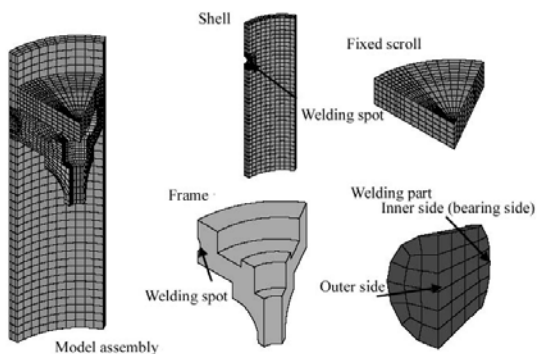 Shell
Fixed scroll
Welding spot
Frame
Welding part
Inner side (bearing side)
Outer side
Welding spot
Model assembly